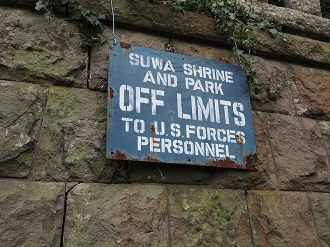 SUWA SHRINE
AND PARK
OFF LIMITS
TO U.S. FORCES
PERSONNEL